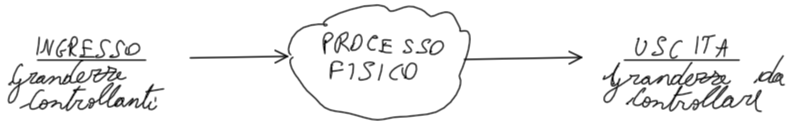 INGRESSO
Grandezze
Controllanti
PROCESSO
FISICO
USCITA
Grandezze da
Controllare